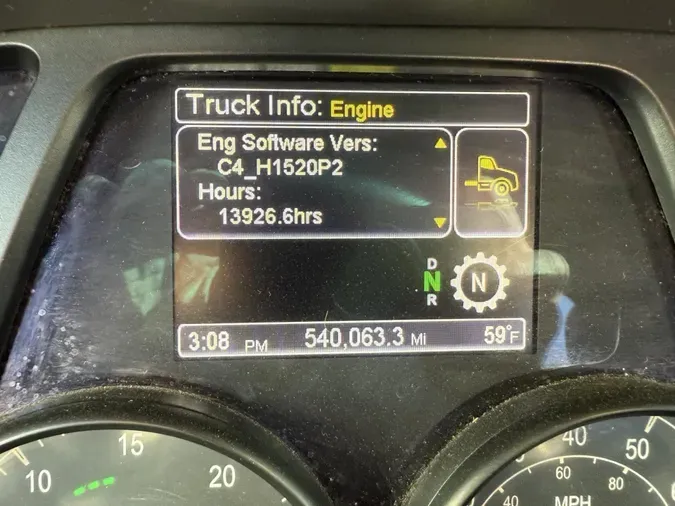 Truck Info: Engine
Eng Software Vers:
C4_H1520P2
Hours:
13926.6hrs
D
N
R
N
3:08 PM 540,063.3 Mi 59°F
10 15 20
40 50
40 60 80
MPH